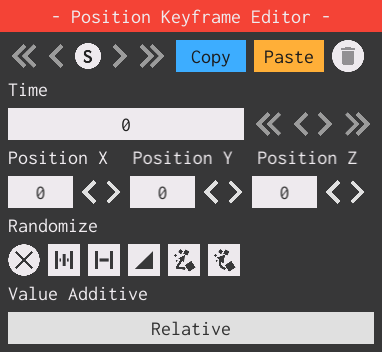 - Position Keyframe Editor -
S Copy Paste
Time
0
Position X Position Y Position Z
0 0 0
Randomize
Value Additive
Relative